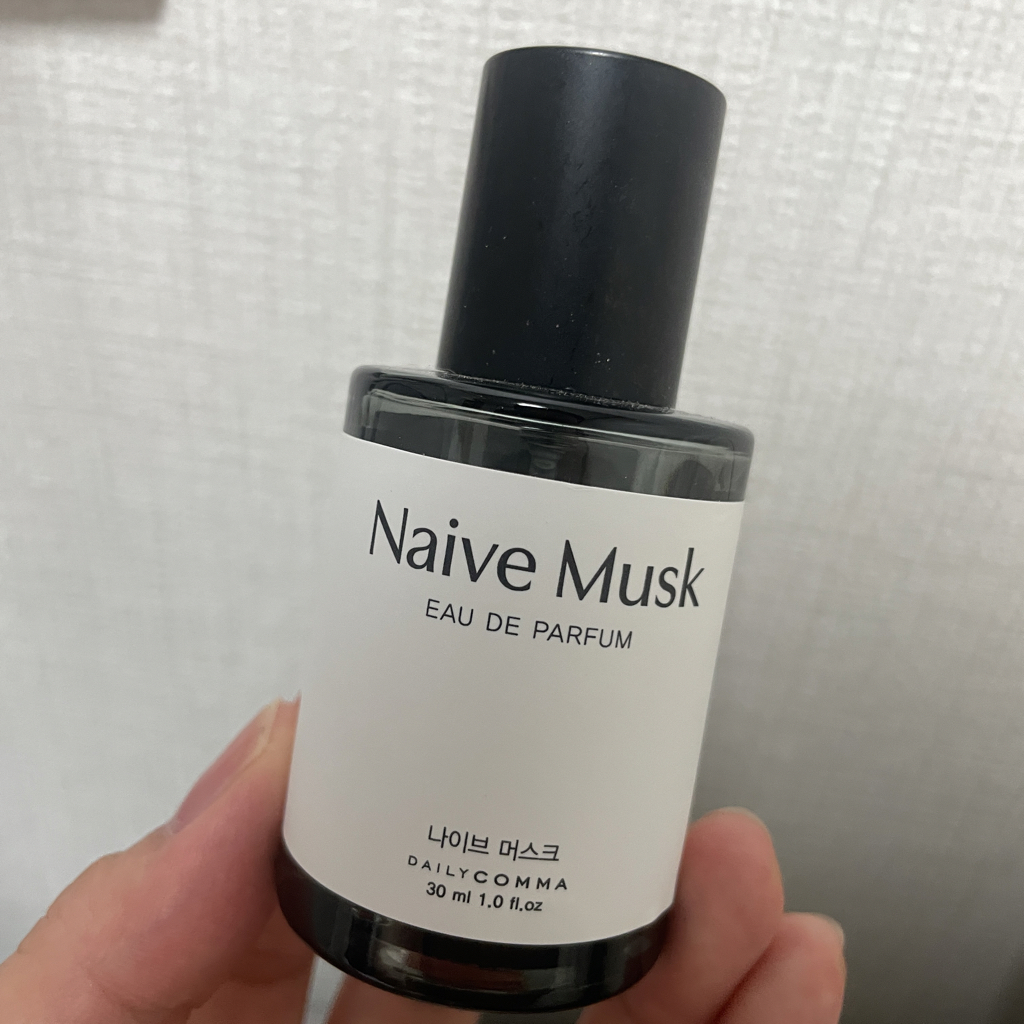 Naive Musk
EAU DE PARFUM
나이브 머스크
DAILYCOMMA
30 ml 1.0 fl.oz